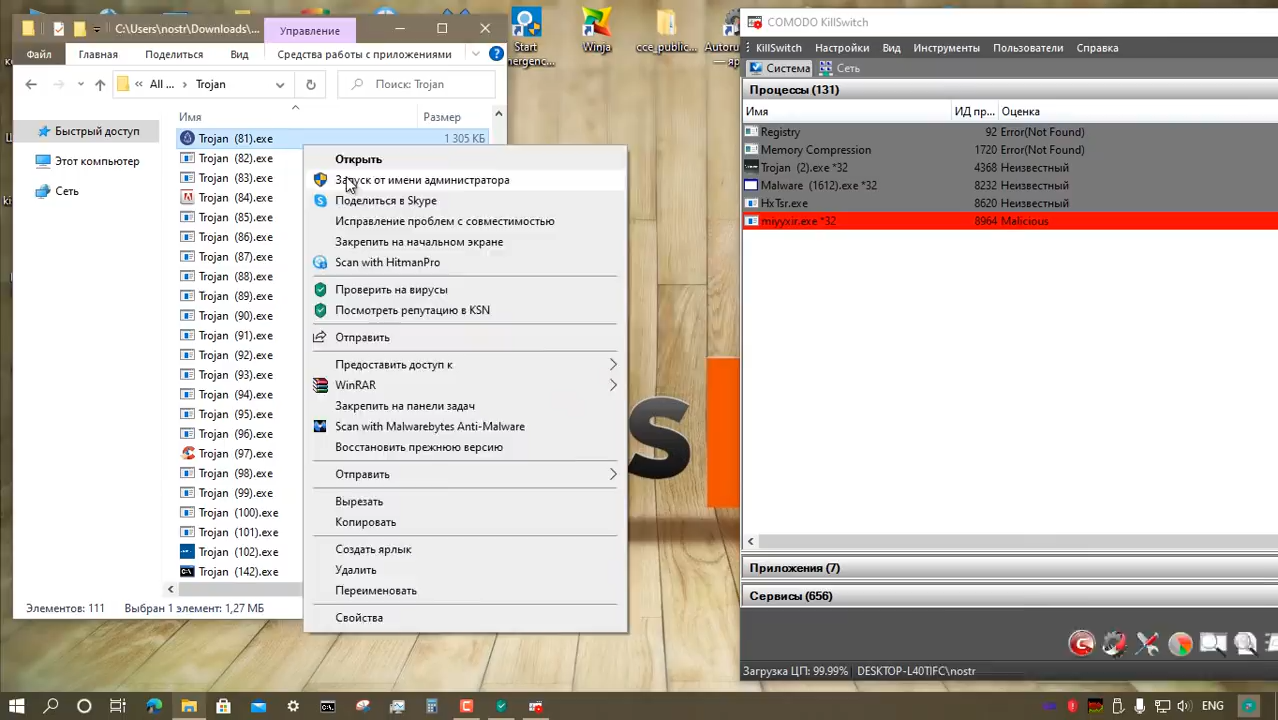 C:\Users\nostr\Downloads\...
Управление
Файл
Главная
Поделиться
Вид
Средства работы с приложениями
All ...
Trojan
Поиск: Trojan
Имя
Размер
Быстрый доступ
Этот компьютер
Сеть
Trojan (81).exe
1 305 КБ
Trojan (82).exe
Trojan (83).exe
Trojan (84).exe
Trojan (85).exe
Trojan (86).exe
Trojan (87).exe
Trojan (88).exe
Trojan (89).exe
Trojan (90).exe
Trojan (91).exe
Trojan (92).exe
Trojan (93).exe
Trojan (94).exe
Trojan (95).exe
Trojan (96).exe
Trojan (97).exe
Trojan (98).exe
Trojan (99).exe
Trojan (100).exe
Trojan (101).exe
Trojan (102).exe
Trojan (142).exe
Элементов: 111
Выбран 1 элемент: 1,27 МБ
Открыть
Запуск от имени администратора
Поделиться в Skype
Исправление проблем с совместимостью
Закрепить на начальном экране
Scan with HitmanPro
Проверить на вирусы
Посмотреть репутацию в KSN
Отправить
Предоставить доступ к
WinRAR
Закрепить на панели задач
Scan with Malwarebytes Anti-Malware
Восстановить прежнюю версию
Отправить
Вырезать
Копировать
Создать ярлык
Удалить
Переименовать
Свойства
Start
Winja
cce_public...
COMODO KillSwitch
KillSwitch
Настройки
Вид
Инструменты
Пользователи
Справка
Система
Сеть
Процессы (131)
Имя
ИД пр...
Оценка
Registry 92 Error(Not Found)
Memory Compression 1720 Error(Not Found)
Trojan (2).exe *32 4368 Неизвестный
Malware (1612).exe *32 8232 Неизвестный
HxTsr.exe 8620 Неизвестный
miyyxir.exe *32 8964 Malicious
S
Приложения (7)
Сервисы (656)
Загрузка ЦП: 99.99%
DESKTOP-L40TIFC\nostr
ENG